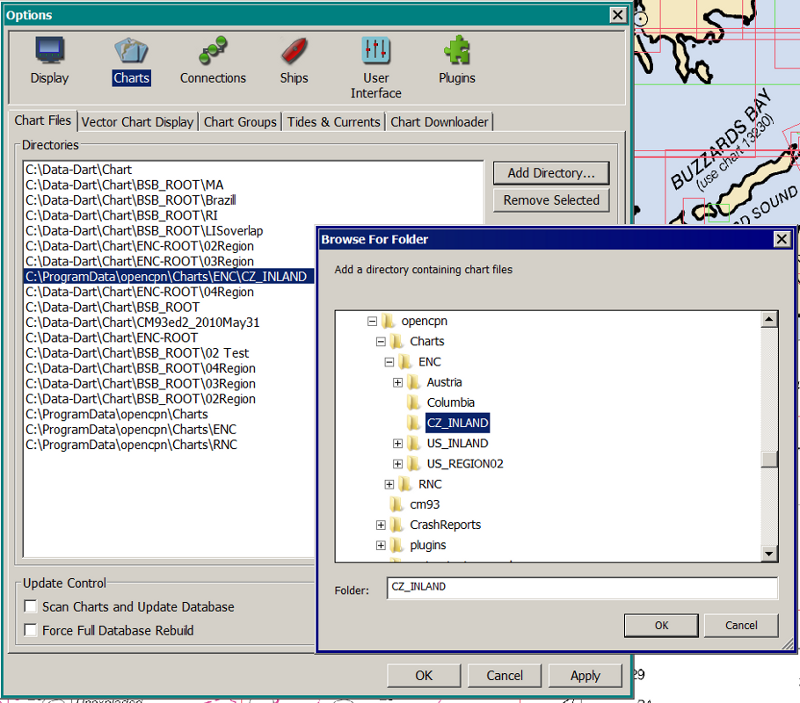 Options
Display
Charts
Connections
Ships
User
Interface
Plugins
Chart Files
Vector Chart Display
Chart Groups
Tides & Currents
Chart Downloader
Directories
C:\Data-Dart\Chart
C:\Data-Dart\Chart\BSB_ROOT\MA
C:\Data-Dart\Chart\BSB_ROOT\Brazil
C:\Data-Dart\Chart\BSB_ROOT\RI
C:\Data-Dart\Chart\BSB_ROOT\LISoverlap
C:\Data-Dart\Chart\ENC-ROOT\02Region
C:\Data-Dart\Chart\ENC-ROOT\03Region
C:\ProgramData\opencpn\Charts\ENC\CZ_INLAND
C:\Data-Dart\Chart\ENC-ROOT\04Region
C:\Data-Dart\Chart\BSB_ROOT
C:\Data-Dart\Chart\CM93ed2_2010May31
C:\Data-Dart\Chart\ENC-ROOT
C:\Data-Dart\Chart\BSB_ROOT\02 Test
C:\Data-Dart\Chart\BSB_ROOT\04Region
C:\Data-Dart\Chart\BSB_ROOT\03Region
C:\Data-Dart\Chart\BSB_ROOT\02Region
C:\ProgramData\opencpn\Charts
C:\ProgramData\opencpn\Charts\ENC
C:\ProgramData\opencpn\Charts\RNC
Add Directory...
Remove Selected
Update Control
Scan Charts and Update Database
Force Full Database Rebuild
OK
Cancel
Apply
Browse For Folder
Add a directory containing chart files
opencpn
Charts
ENC
Austria
Columbia
CZ_INLAND
US_INLAND
US_REGION02
RNC
cm93
CrashReports
plugins
Folder:
CZ_INLAND
OK
Cancel
BUZZARDS BAY
(use chart 13230)
SOUND
29